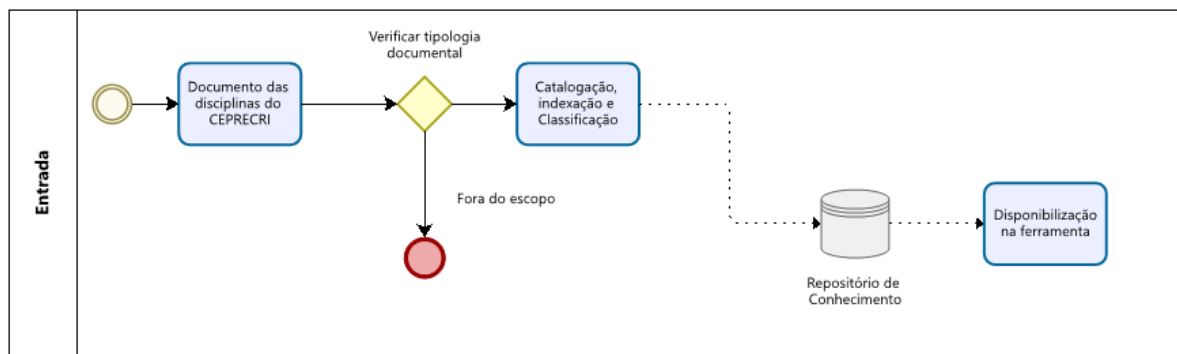 Entrada
Documento das
disciplinas do
CEPRECRI
Verificar tipologia
documental
Catalogação,
indexação e
Classificação
Fora do escopo
Repositório de
Conhecimento
Disponibilização
na ferramenta